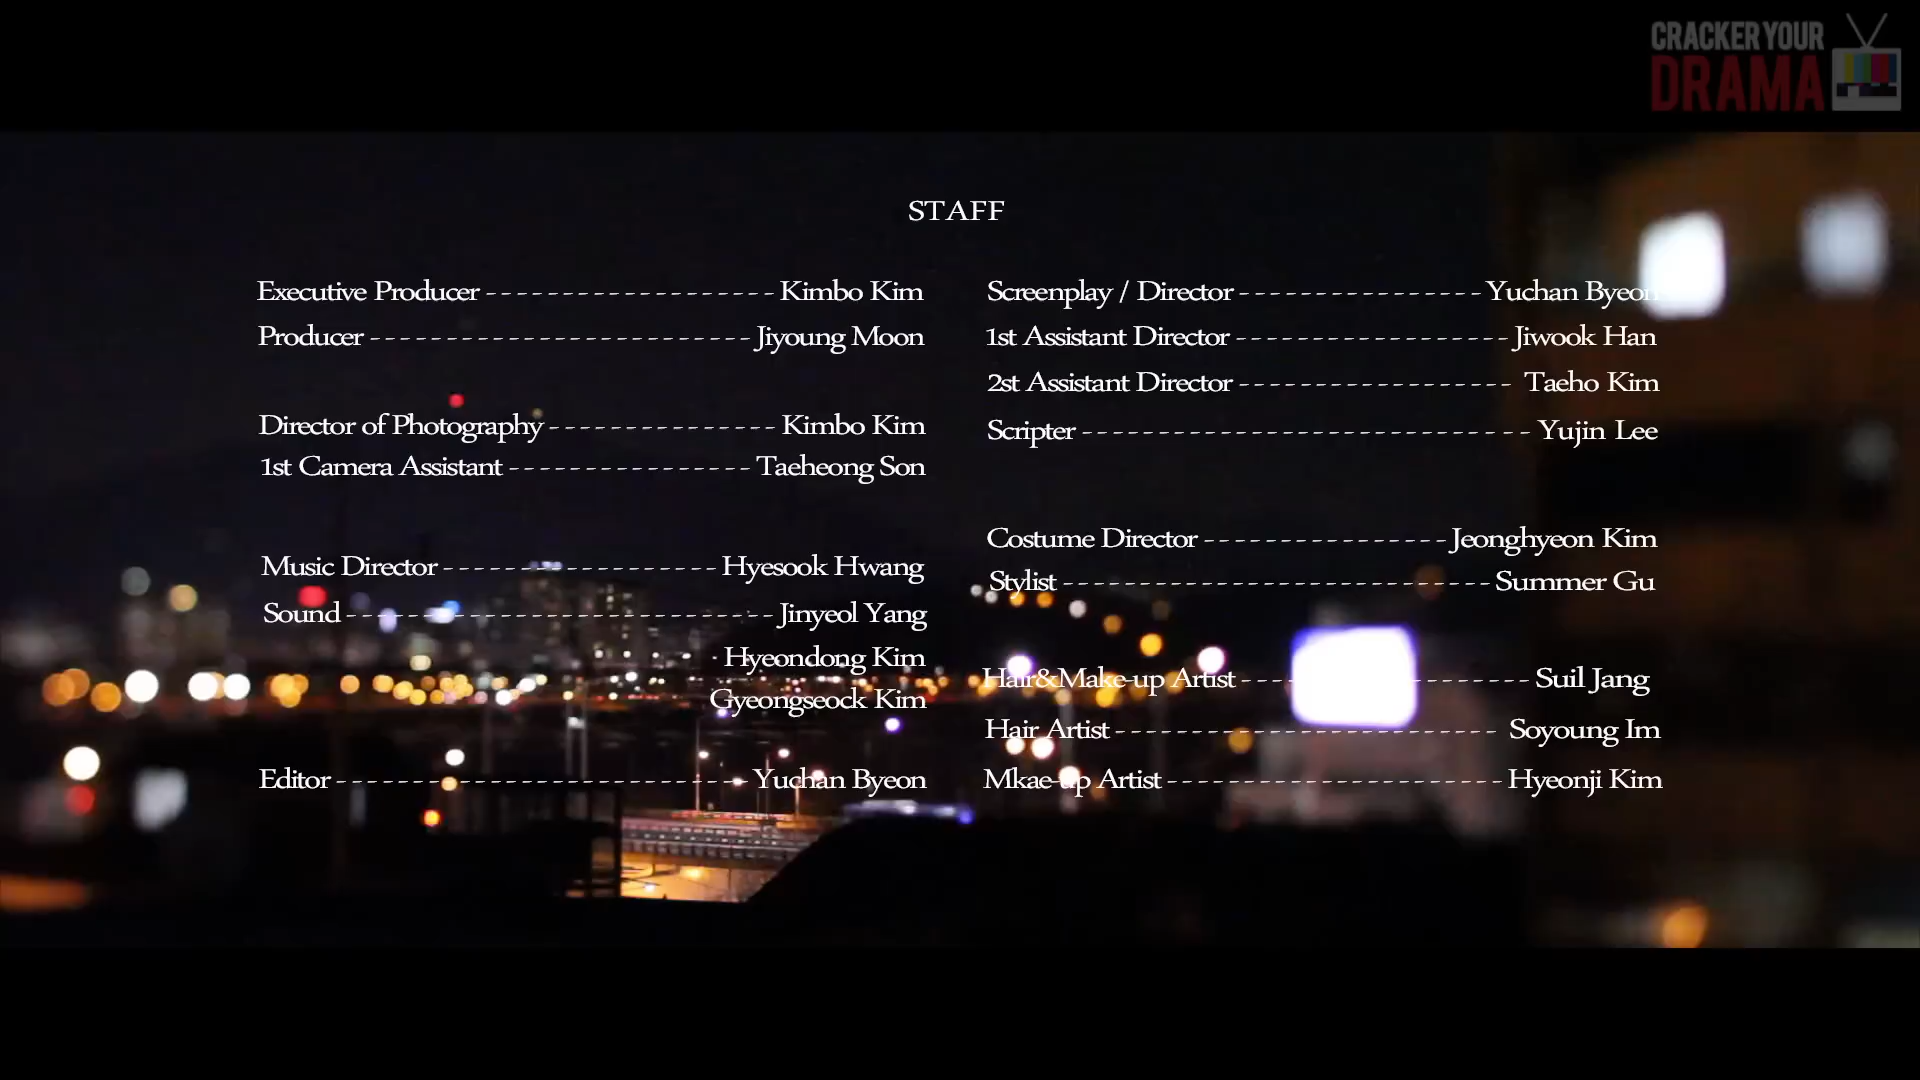 CRACKER YOUR
DRAMA
STAFF
Executive Producer ------------------- Kimbo Kim
Producer ------------------------- Jiyoung Moon
Director of Photography --------------- Kimbo Kim
1st Camera Assistant ---------------- Taeheong Son
Music Director ------------------ Hyesook Hwang
Sound ---------------------------- Jinyeol Yang
Hyeondong Kim
Gyeongseock Kim
Editor --------------------------- Yuchan Byeon
Screenplay / Director ---------------- Yuchan Byeon
1st Assistant Director ------------------ Jiwook Han
2st Assistant Director ------------------ Taeho Kim
Scripter ------------------------------ Yujin Lee
Costume Director ---------------- Jeonghyeon Kim
Stylist ---------------------------- Summer Gu
Hair&Make-up Artist ------------------- Suil Jang
Hair Artist ------------------------- Soyoung Im
Mkae-up Artist ---------------------- Hyeonji Kim